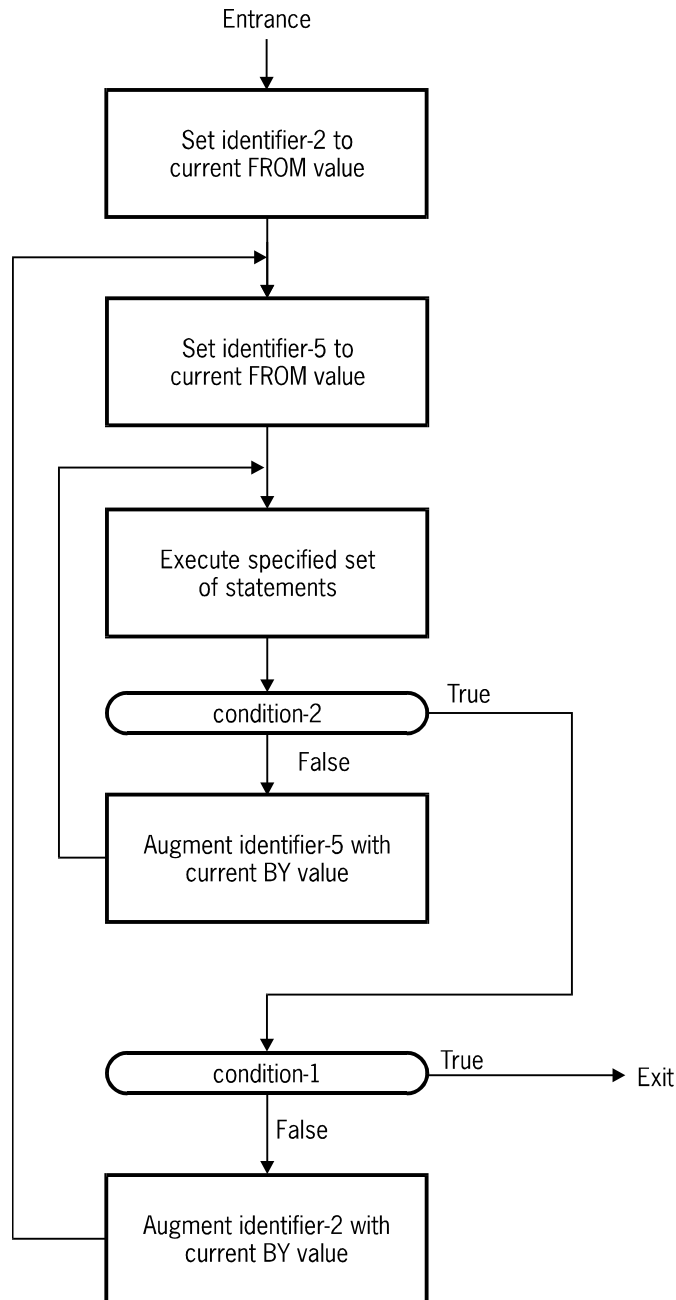 Entrance
Set identifier-2 to
current FROM value
Set identifier-5 to
current FROM value
Execute specified set
of statements
condition-2
True
False
Augment identifier-5 with
current BY value
condition-1
True
Exit
False
Augment identifier-2 with
current BY value